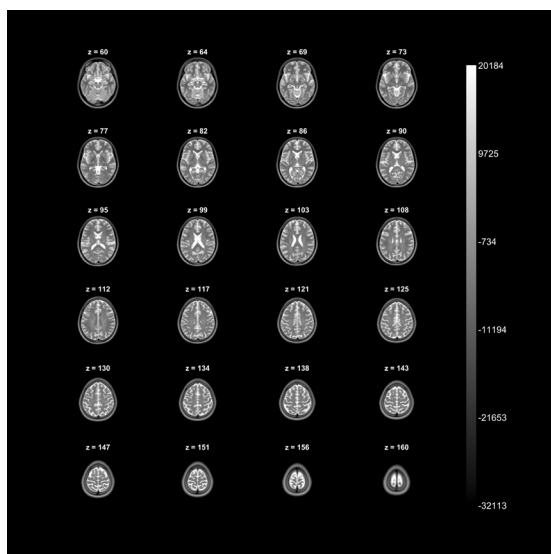 z = 60 z = 64 z = 69 z = 73
20184
z = 77 z = 82 z = 86 z = 90
9725
z = 95 z = 99 z = 103 z = 108
-734
z = 112 z = 117 z = 121 z = 125
-11194
z = 130 z = 134 z = 138 z = 143
-21653
z = 147 z = 151 z = 156 z = 160
-32113